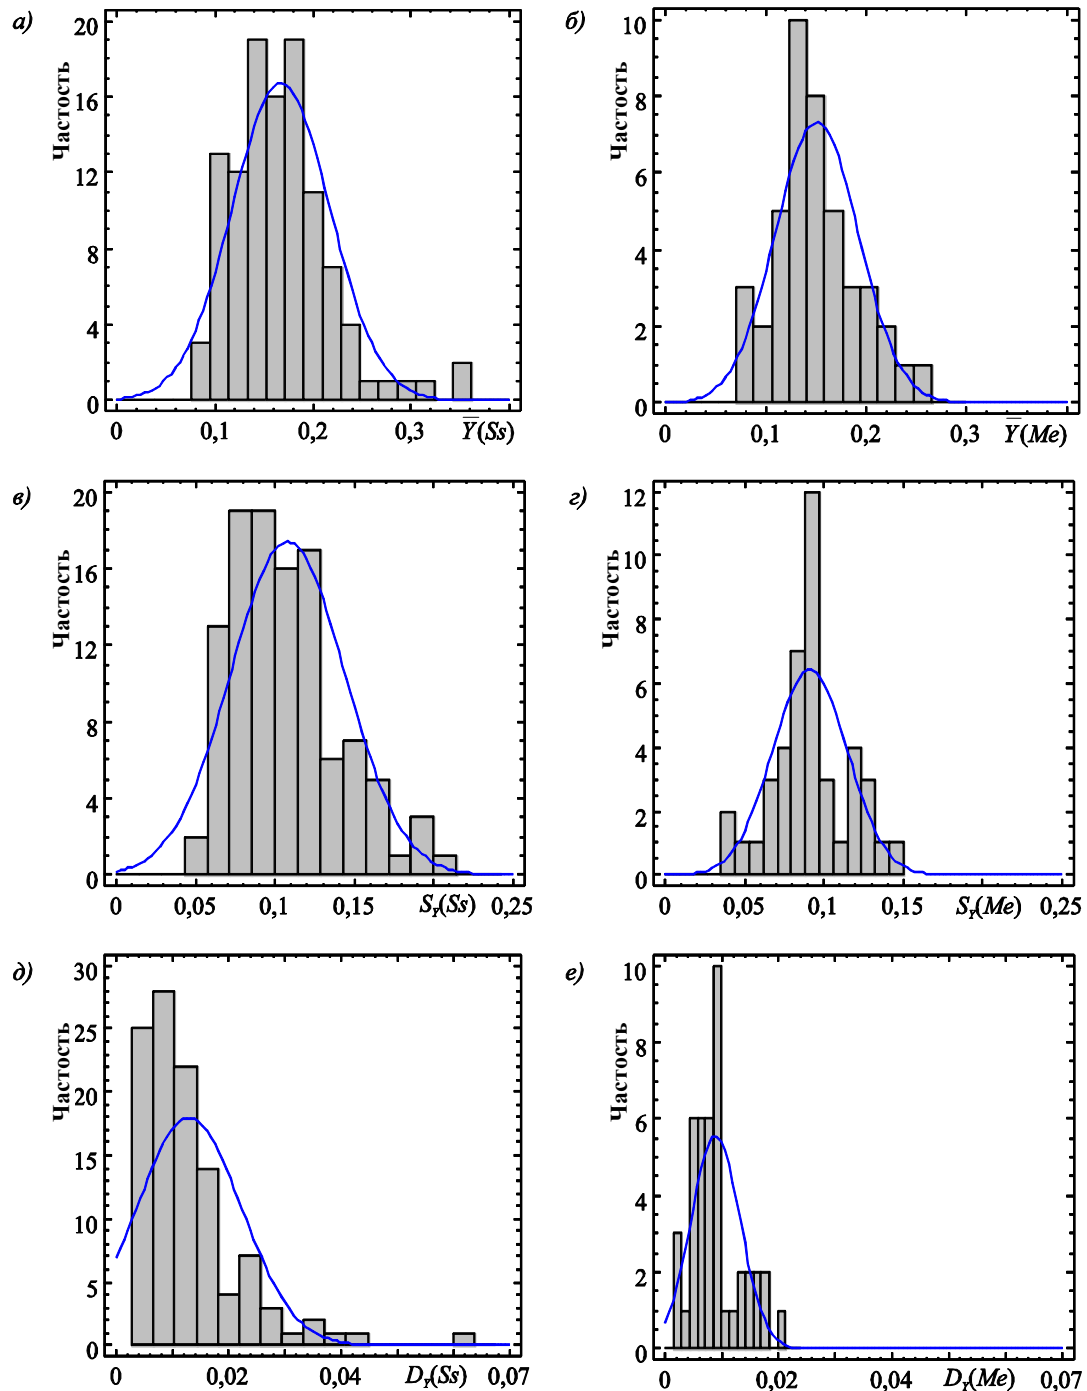 а)
Частость
20
16
12
8
4
0
0 0,1 0,2 0,3 Y̅(Ss)
б)
Частость
10
8
6
4
2
0
0 0,1 0,2 0,3 Y̅(Me)
в)
Частость
20
16
12
8
4
0
0 0,05 0,1 0,15 S_Y(Ss) 0,25
г)
Частость
12
10
8
6
4
2
0
0 0,05 0,1 0,15 S_Y(Me) 0,25
д)
Частость
30
25
20
15
10
5
0
0 0,02 0,04 D_Y(Ss) 0,07
е)
Частость
10
8
6
4
2
0
0 0,02 0,04 D_Y(Me) 0,07